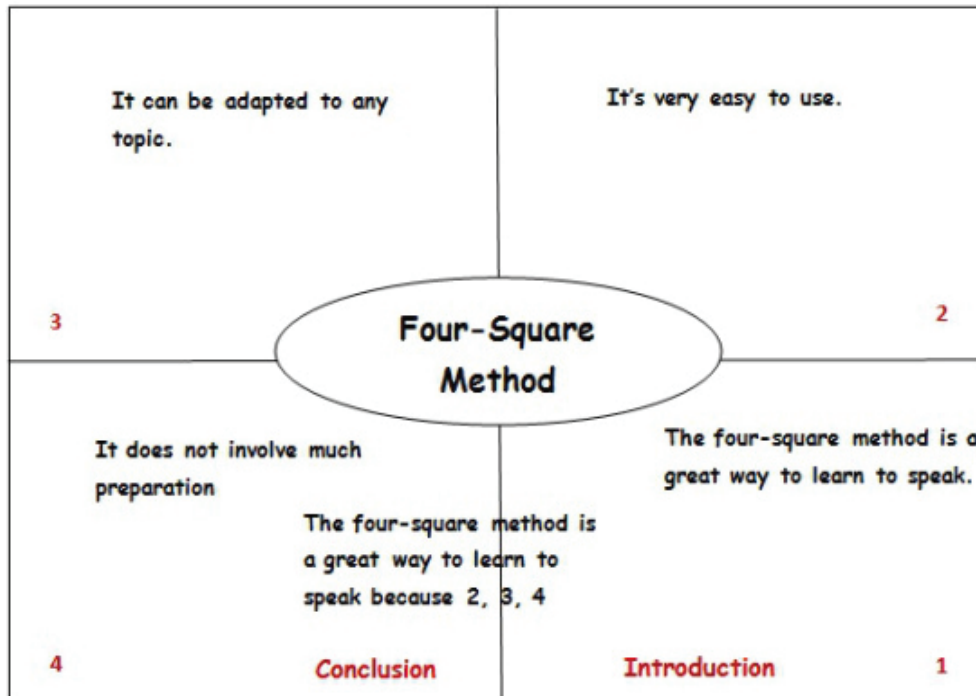 It can be adapted to any
topic.
3
It's very easy to use.
2
Four-Square
Method
It does not involve much
preparation
4
The four-square method is
a great way to learn to
speak because 2, 3, 4
Conclusion
The four-square method is a
great way to learn to speak.
Introduction
1